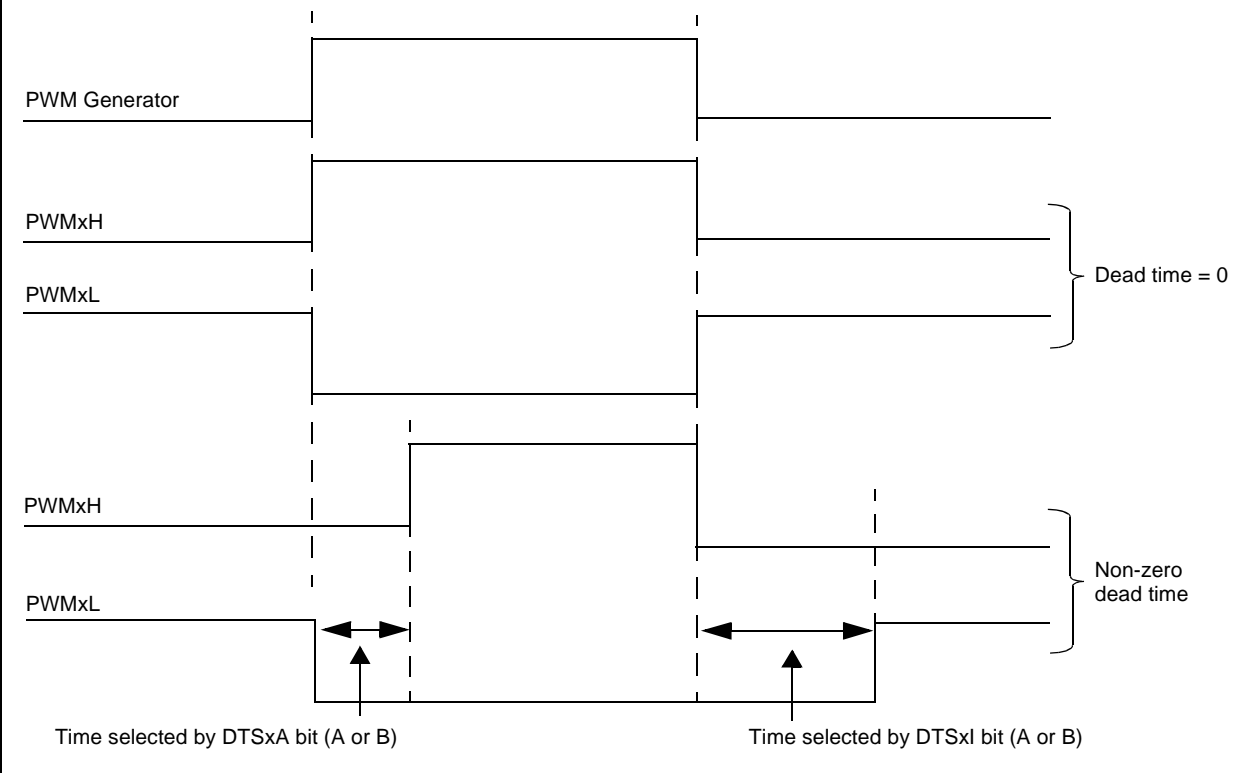 PWM Generator
PWMxH
PWMxL
Dead time = 0
PWMxH
PWMxL
Non-zero
dead time
Time selected by DTSxA bit (A or B)
Time selected by DTSxI bit (A or B)